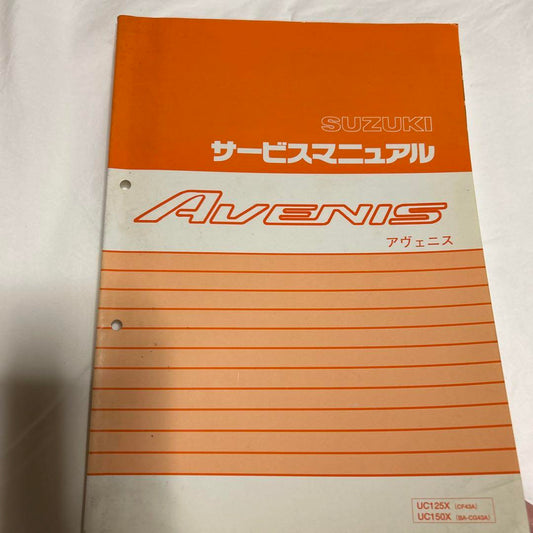 SUZUKI
サービスマニュアル
AVENIS
アヴェニス
UC125X (CF43A)
UC150X (BA-CG43A)